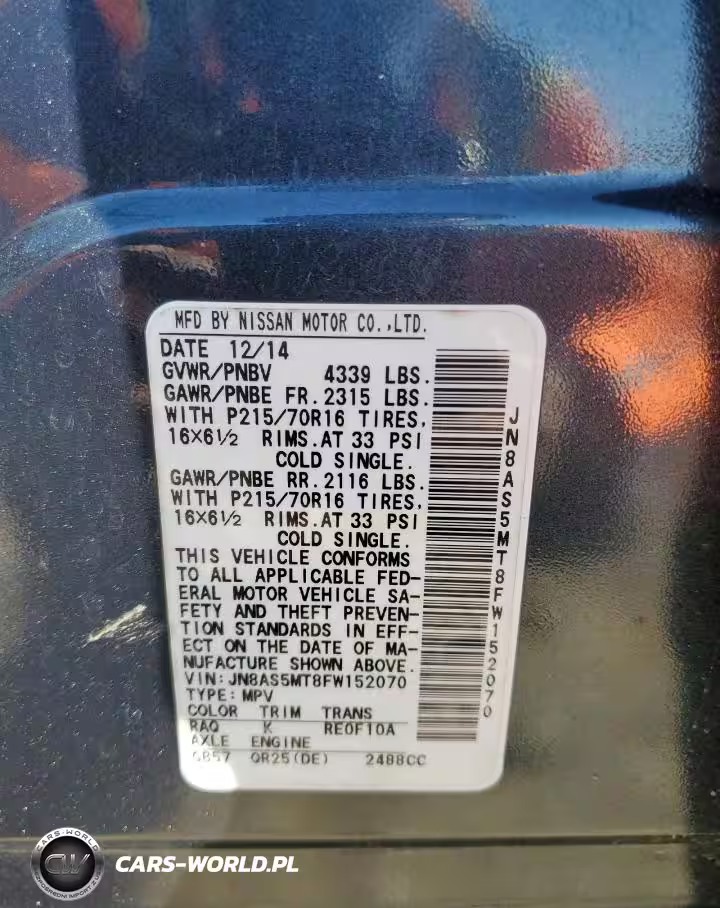 MFD BY NISSAN MOTOR CO.,LTD.
DATE 12/14
GVWR/PNBV 4339 LBS.
GAWR/PNBE FR.2315 LBS.
WITH P215/70R16 TIRES,
16X6½ RIMS.AT 33 PSI
COLD SINGLE.
GAWR/PNBE RR.2116 LBS.
WITH P215/70R16 TIRES,
16X6½ RIMS.AT 33 PSI
COLD SINGLE.
THIS VEHICLE CONFORMS
TO ALL APPLICABLE FED-
ERAL MOTOR VEHICLE SA-
FETY AND THEFT PREVEN-
TION STANDARDS IN EFF-
ECT ON THE DATE OF MA-
NUFACTURE SHOWN ABOVE.
VIN:JN8AS5MT8FW152070
TYPE:MPV
COLOR TRIM TRANS
RAQ K RE0F10A
AXLE ENGINE
GB57 QR25(DE) 2488CC
JN8AS5MT8FW152070
CARS-WORLD
CW
CARS-WORLD.PL